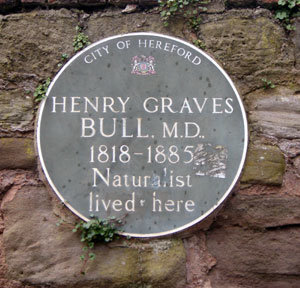 CITY OF HEREFORD
HENRY GRAVES
BULL, M.D.,
1818-1885
Naturalist
lived here